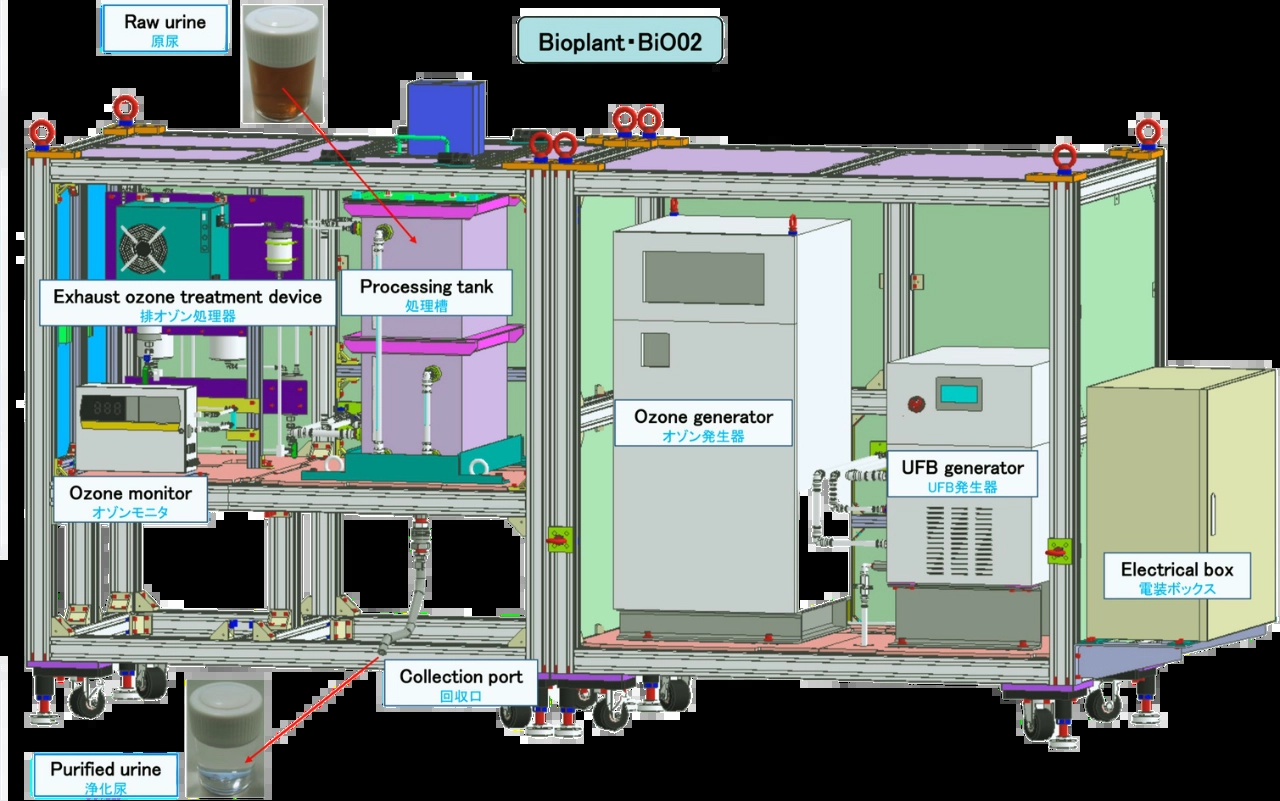 Raw urine
原尿
Bioplant・BiO02
Exhaust ozone treatment device
排オゾン処理器
Processing tank
処理槽
Ozone generator
オゾン発生器
UFB generator
UFB発生器
Ozone monitor
オゾンモニタ
Electrical box
電装ボックス
Collection port
回収口
Purified urine
浄化尿